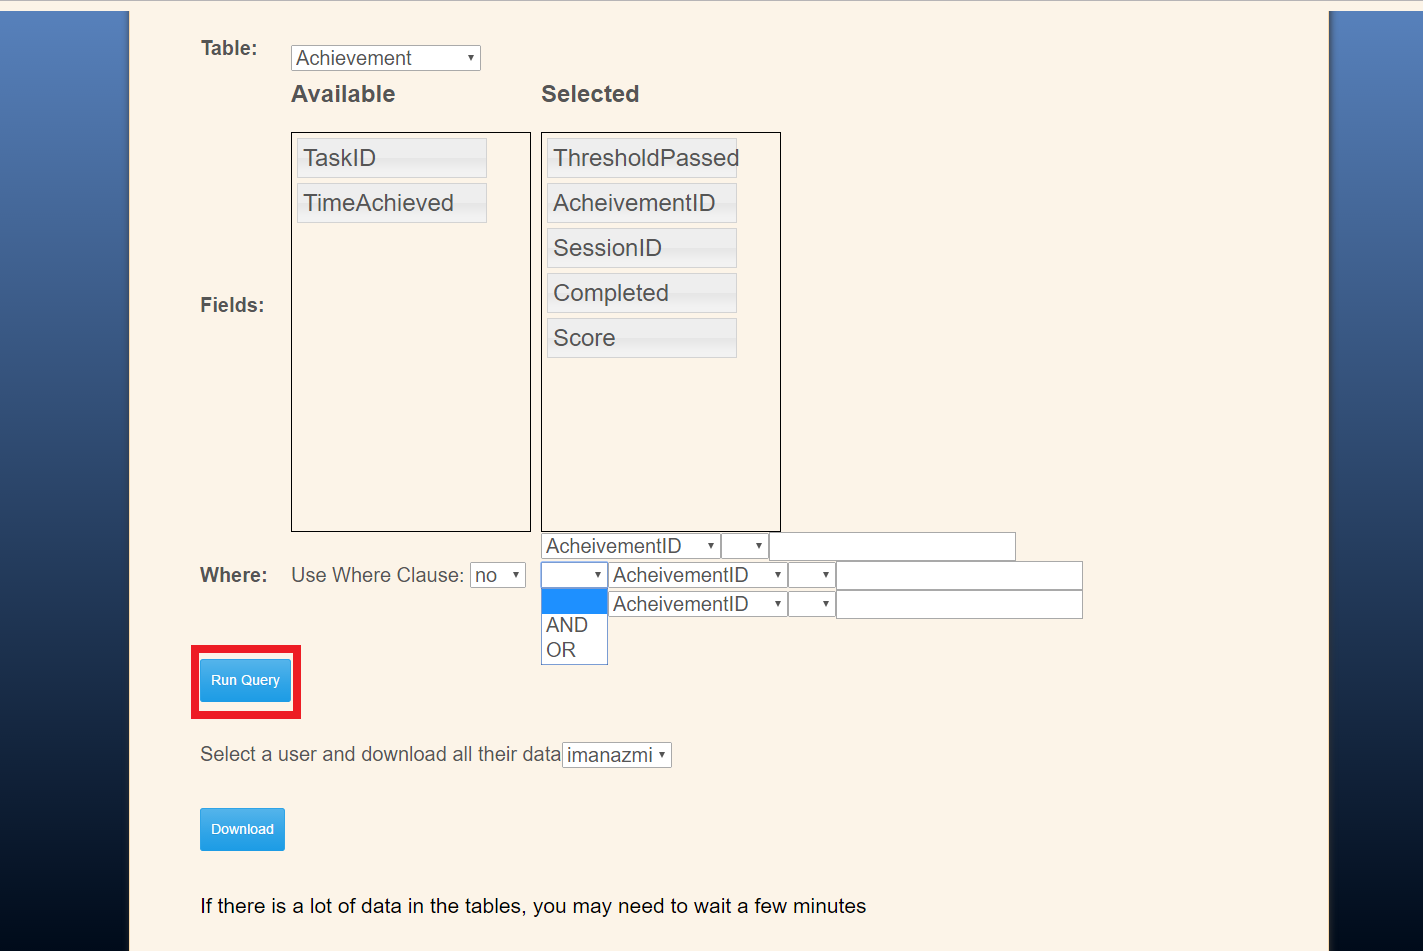 Table:
Achievement
Available
Selected
TaskID
TimeAchieved
ThresholdPassed
AcheivementID
SessionID
Completed
Score
Fields:
AcheivementID
Where: Use Where Clause: no AcheivementID
AcheivementID
AND
OR
Run Query
Select a user and download all their data imanazmi
Download
If there is a lot of data in the tables, you may need to wait a few minutes